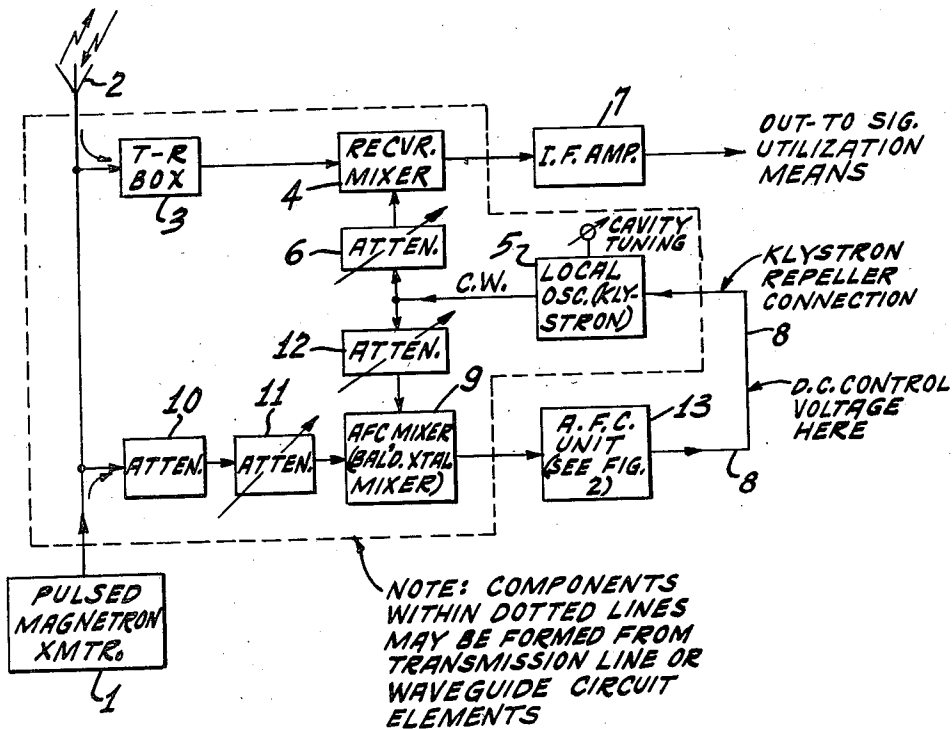 2
T-R
BOX
3
RECVR.
MIXER
4
7
I.F. AMP.
OUT-TO SIG.
UTILIZATION
MEANS
6
ATTEN.
CAVITY
TUNING
5
LOCAL
OSC. (KLY-
STRON)
C.W.
KLYSTRON
REPELLER
CONNECTION
8
12
ATTEN.
D.C. CONTROL
VOLTAGE
HERE
10
ATTEN.
11
ATTEN.
9
AFC MIXER
(BAL'D. XTAL
MIXER)
13
A.F.C.
UNIT
(SEE FIG.
2)
8
PULSED
MAGNETRON
XMTR.
1
NOTE: COMPONENTS
WITHIN DOTTED LINES
MAY BE FORMED FROM
TRANSMISSION LINE OR
WAVEGUIDE CIRCUIT
ELEMENTS